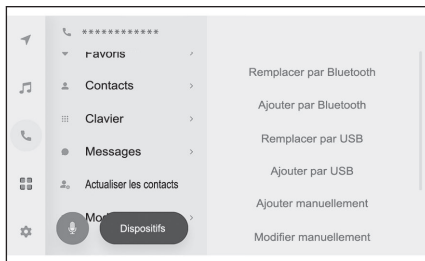 ************
Favoris
Contacts
Clavier
Messages
Actualiser les contacts
Mod
Dispositifs
Remplacer par Bluetooth
Ajouter par Bluetooth
Remplacer par USB
Ajouter par USB
Ajouter manuellement
Modifier manuellement